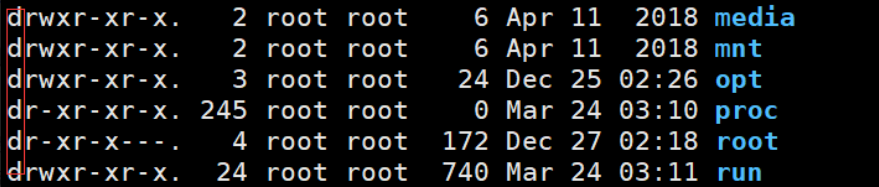 drwxr-xr-x. 2 root root 6 Apr 11 2018 media
drwxr-xr-x. 2 root root 6 Apr 11 2018 mnt
drwxr-xr-x. 3 root root 24 Dec 25 02:26 opt
dr-xr-xr-x. 245 root root 0 Mar 24 03:10 proc
dr-xr-x---. 4 root root 172 Dec 27 02:18 root
drwxr-xr-x. 24 root root 740 Mar 24 03:11 run